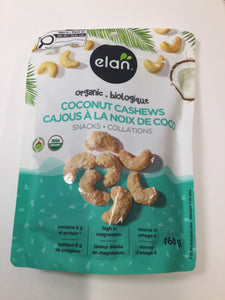 elan.
organic • biologique
COCONUT CASHEWS
CAJOUS À LA NOIX DE COCO
SNACKS • COLLATIONS
contains 6 g
of protein
contient 6 g
de protéines
high in
magnesium
teneur élevée
en magnésium
source of
omega-6
source
d'oméga-6
160 g